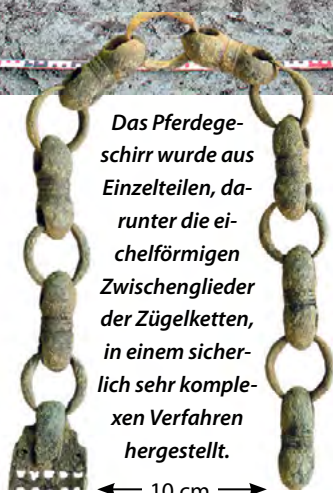 Das Pferdege-
schirr wurde aus
Einzelteilen, da-
runter die ei-
chelförmigen
Zwischenglieder
der Zügelketten,
in einem sicher-
lich sehr komple-
xen Verfahren
hergestellt.
10 cm